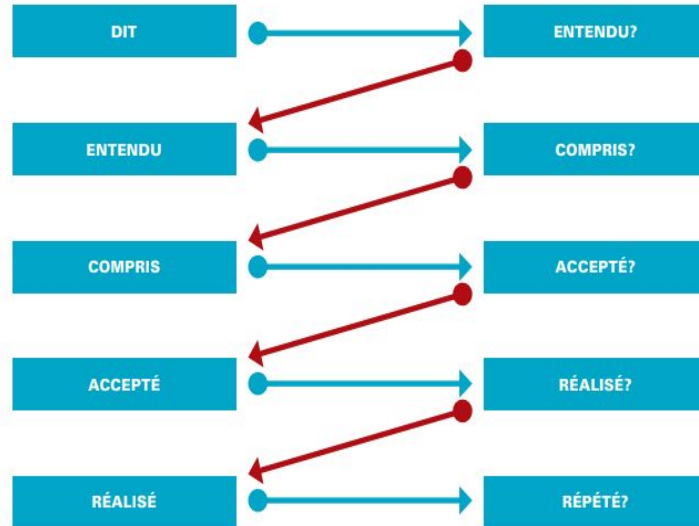 DIT
ENTENDU?
ENTENDU
COMPRIS?
COMPRIS
ACCEPTÉ?
ACCEPTÉ
RÉALISÉ?
RÉALISÉ
RÉPÉTÉ?